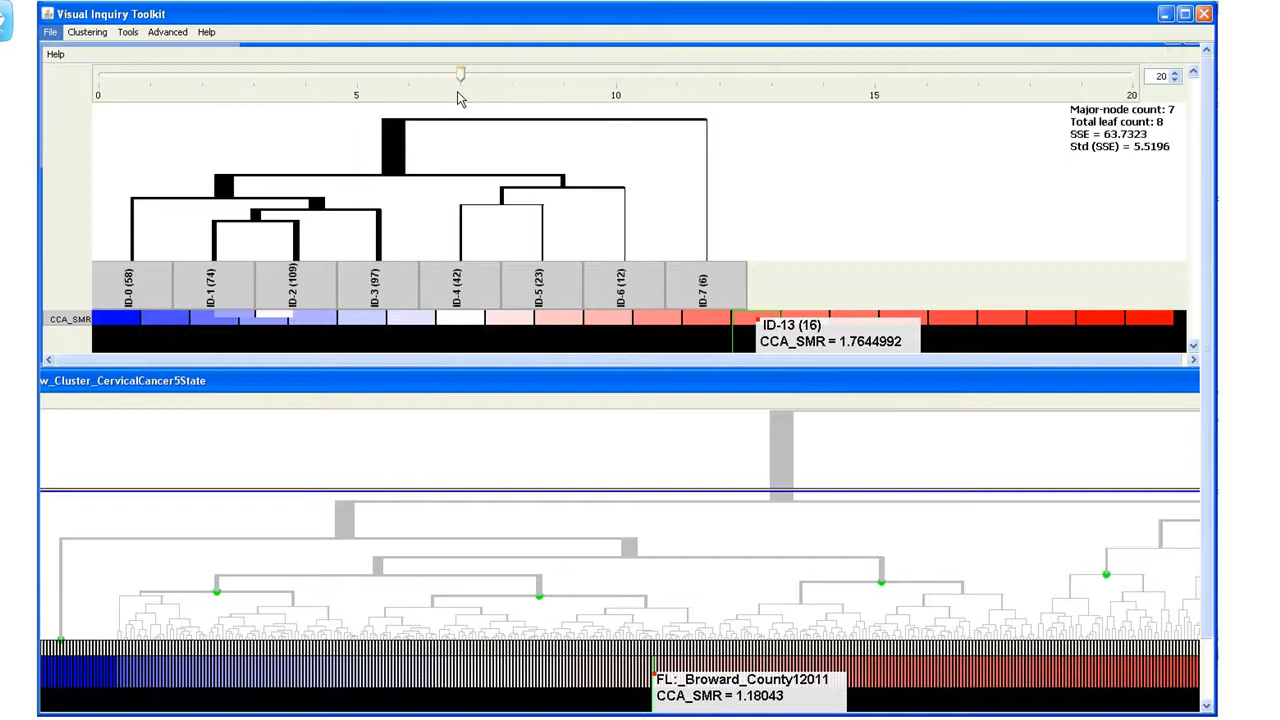 Visual Inquiry Toolkit
File Clustering Tools Advanced Help
Help
20
0 5 10 15 20
Major-node count: 7
Total leaf count: 8
SSE = 63.7323
Std (SSE) = 5.5196
ID-0 (58) ID-1 (74) ID-2 (109) ID-3 (97) ID-4 (42) ID-5 (23) ID-6 (12) ID-7 (6)
CCA_SMR
ID-13 (16)
CCA_SMR = 1.7644992
w_Cluster_CervicalCancer5State
FL:_Broward_County12011
CCA_SMR = 1.18043